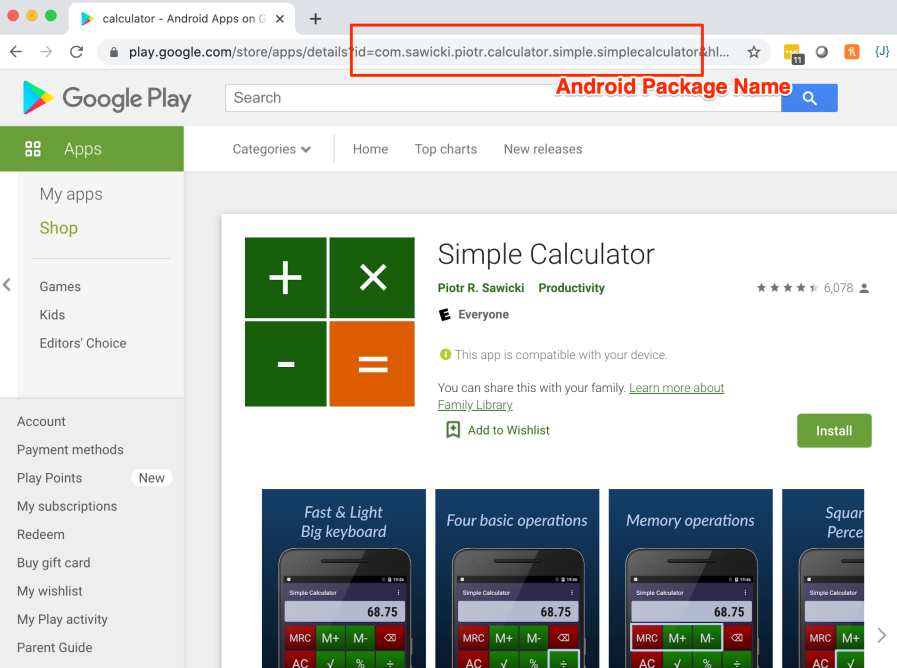 calculator - Android Apps on G
play.google.com/store/apps/details?id=com.sawicki.piotr.calculator.simple.simplecalculator&hl...
11
{J}
Android Package Name
Google Play
Search
Apps
Categories
Home
Top charts
New releases
My apps
Shop
Games
Kids
Editors' Choice
Account
Payment methods
Play Points
New
My subscriptions
Redeem
Buy gift card
My wishlist
My Play activity
Parent Guide
+ ×
- =
Simple Calculator
Piotr R. Sawicki Productivity
6,078
E Everyone
This app is compatible with your device.
You can share this with your family. Learn more about
Family Library
Add to Wishlist
Install
Fast & Light
Big keyboard
19:46
Simple Calculator
68.75
MRC M+ M-
AC √ % ÷
Four basic operations
19:46
Simple Calculator
68.75
MRC M+ M-
AC √ % ÷
Memory operations
19:46
Simple Calculator
68.75
MRC M+ M-
AC √ % ÷
Squar
Perce
Simple Calculator
MRC M+
AC √